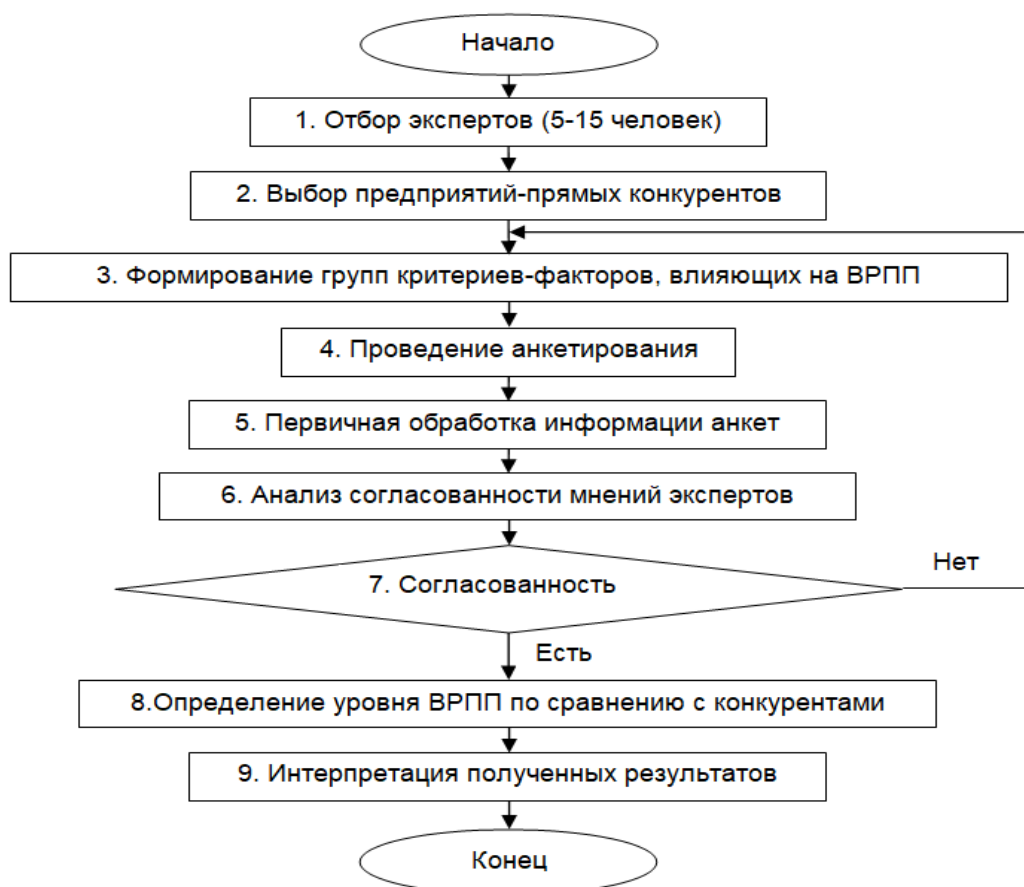 Начало
1. Отбор экспертов (5-15 человек)
2. Выбор предприятий-прямых конкурентов
3. Формирование групп критериев-факторов, влияющих на ВРПП
4. Проведение анкетирования
5. Первичная обработка информации анкет
6. Анализ согласованности мнений экспертов
7. Согласованность
Нет
Есть
8.Определение уровня ВРПП по сравнению с конкурентами
9. Интерпретация полученных результатов
Конец